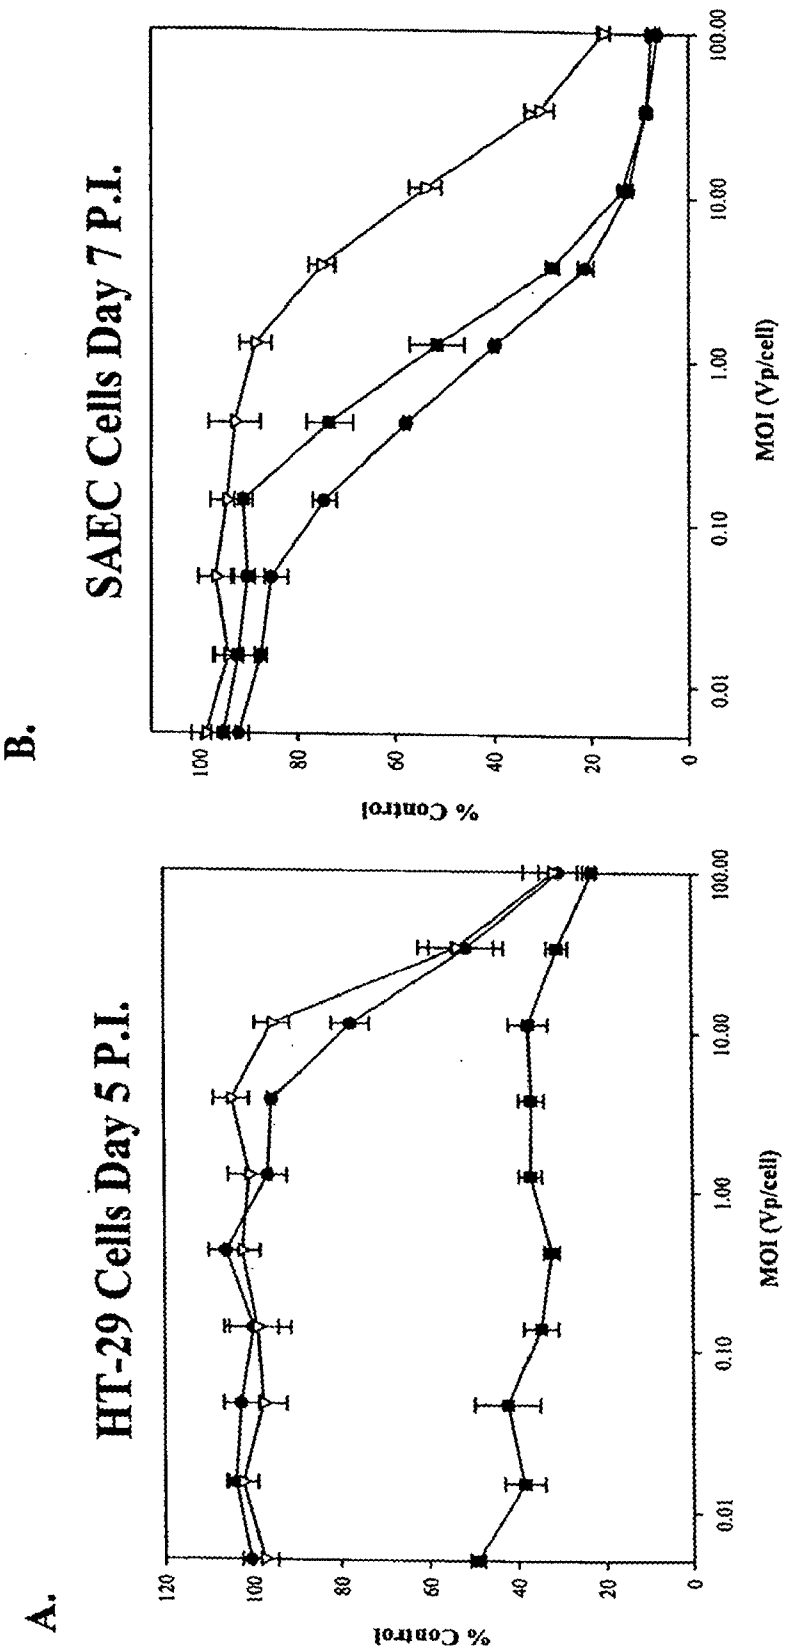 A.
HT-29 Cells Day 5 P.I.
% Control
120
100
80
60
40
20
0
0.01
0.10
1.00
10.00
100.00
MOI (Vp/cell)
B.
SAEC Cells Day 7 P.I.
% Control
100
80
60
40
20
0
0.01
0.10
1.00
10.00
100.00
MOI (Vp/cell)